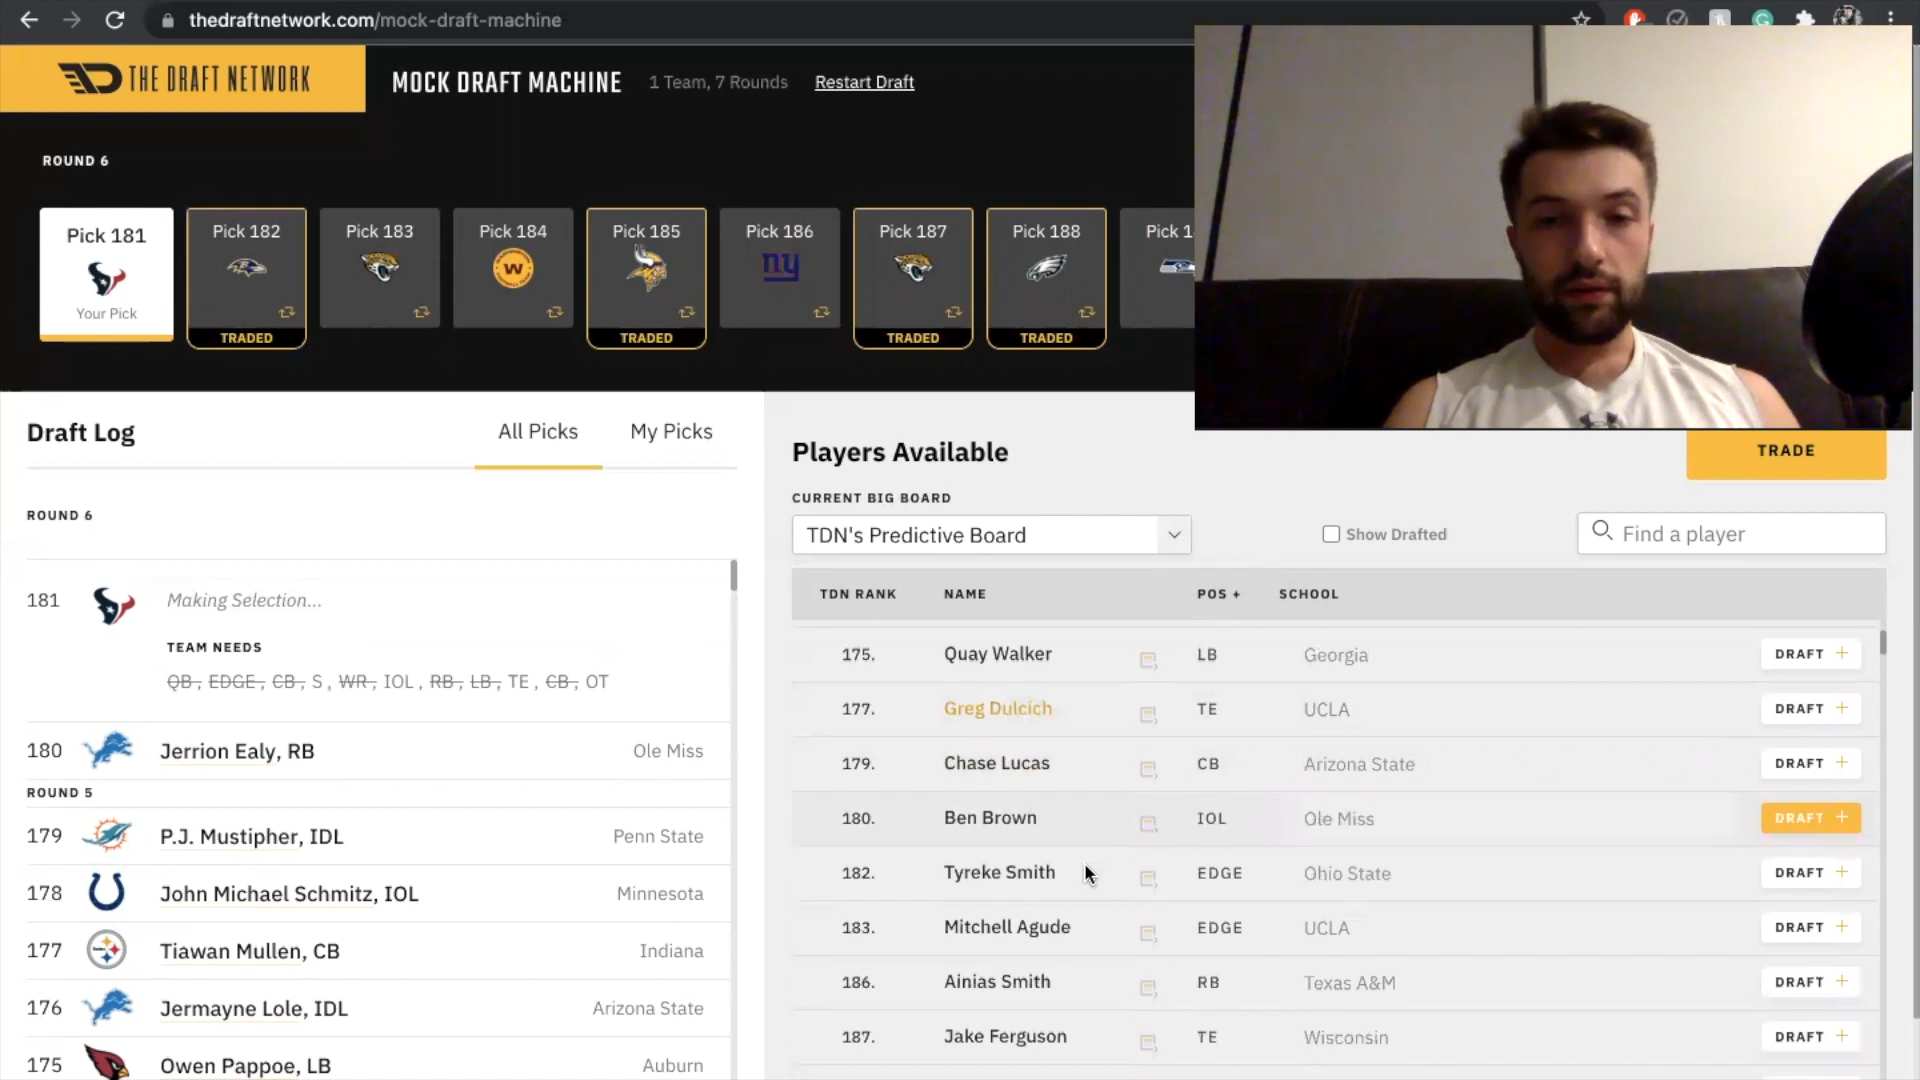 thedraftnetwork.com/mock-draft-machine
THE DRAFT NETWORK
MOCK DRAFT MACHINE
1 Team, 7 Rounds
Restart Draft
ROUND 6
Pick 181
Your Pick
Pick 182
TRADED
Pick 183
Pick 184
W
Pick 185
TRADED
Pick 186
ny
Pick 187
TRADED
Pick 188
TRADED
Pick 1
Draft Log
All Picks
My Picks
ROUND 6
181
Making Selection...
TEAM NEEDS
QB, EDGE, CB, S, WR, IOL, RB, LB, TE, CB, OT
180 Jerrion Ealy, RB Ole Miss
ROUND 5
179 P.J. Mustipher, IDL Penn State
178 John Michael Schmitz, IOL Minnesota
177 Tiawan Mullen, CB Indiana
176 Jermayne Lole, IDL Arizona State
175 Owen Pappoe, LB Auburn
Players Available
TRADE
CURRENT BIG BOARD
TDN's Predictive Board
Show Drafted
Find a player
TDN RANK NAME POS + SCHOOL
175. Quay Walker LB Georgia DRAFT +
177. Greg Dulcich TE UCLA DRAFT +
179. Chase Lucas CB Arizona State DRAFT +
180. Ben Brown IOL Ole Miss DRAFT +
182. Tyreke Smith EDGE Ohio State DRAFT +
183. Mitchell Agude EDGE UCLA DRAFT +
186. Ainias Smith RB Texas A&M DRAFT +
187. Jake Ferguson TE Wisconsin DRAFT +